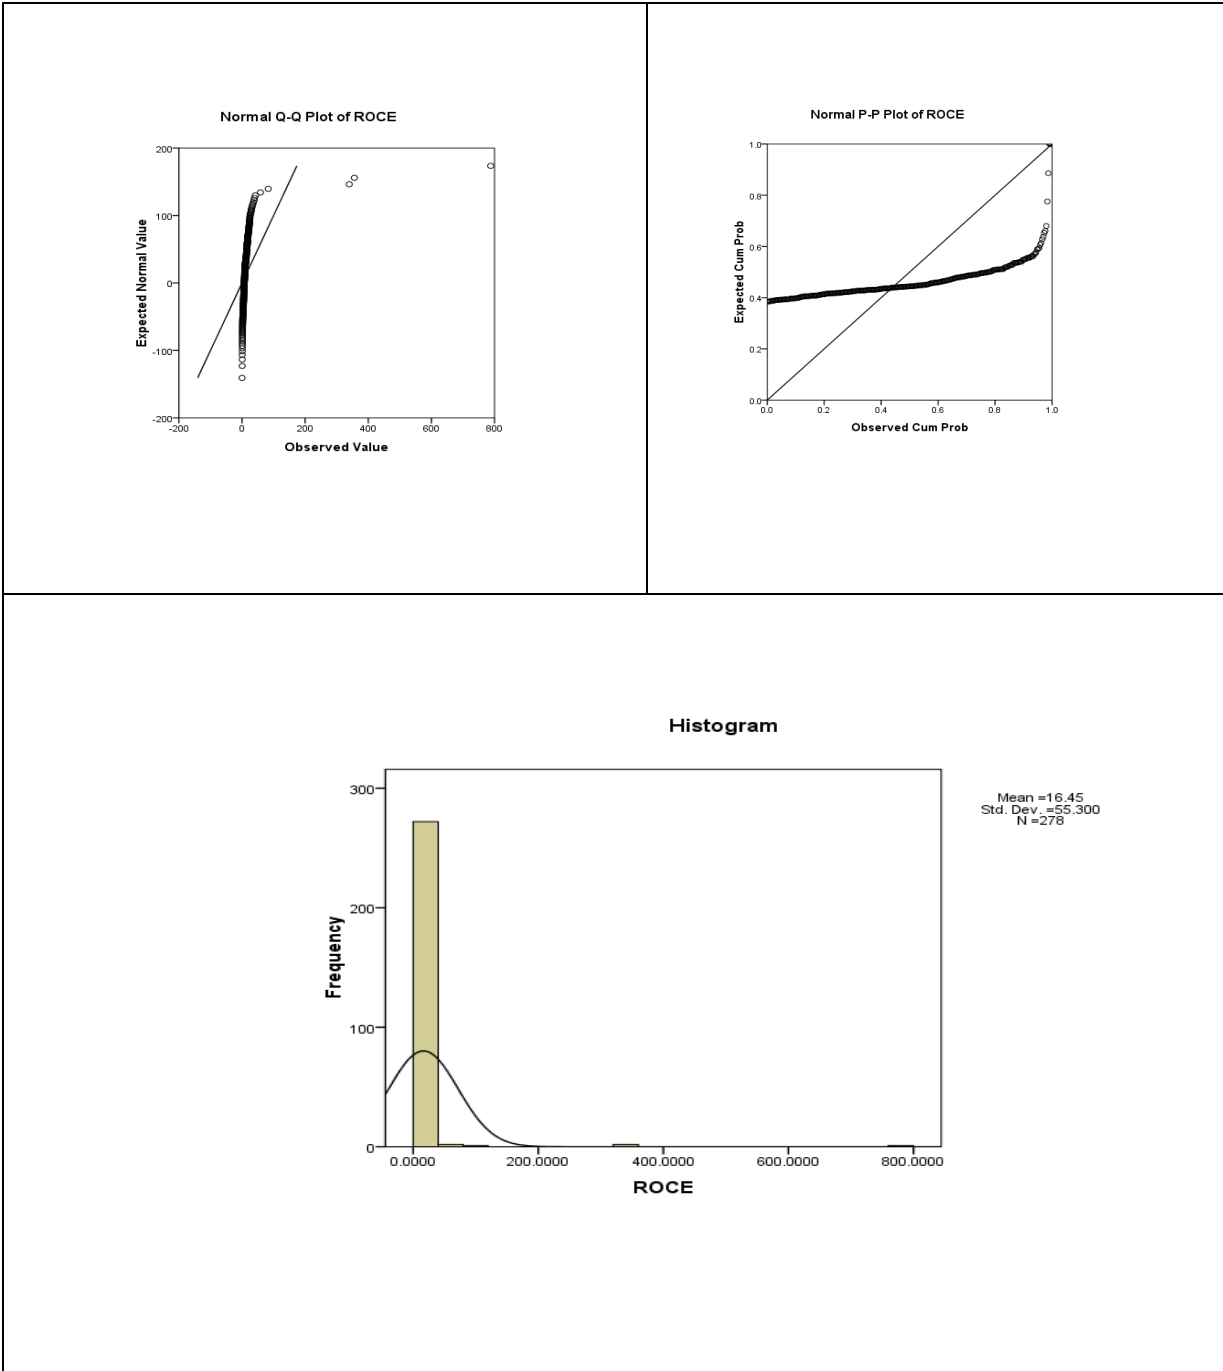 Normal Q-Q Plot of ROCE
200
100
0
-100
-200
-200 0 200 400 600 800
Expected Normal Value
Observed Value
Normal P-P Plot of ROCE
1.0
0.8
0.6
0.4
0.2
0.0
0.0 0.2 0.4 0.6 0.8 1.0
Expected Cum Prob
Observed Cum Prob
Histogram
300
200
100
0
0.0000 200.0000 400.0000 600.0000 800.0000
Frequency
ROCE
Mean =16.45
Std. Dev. =55.300
N =278